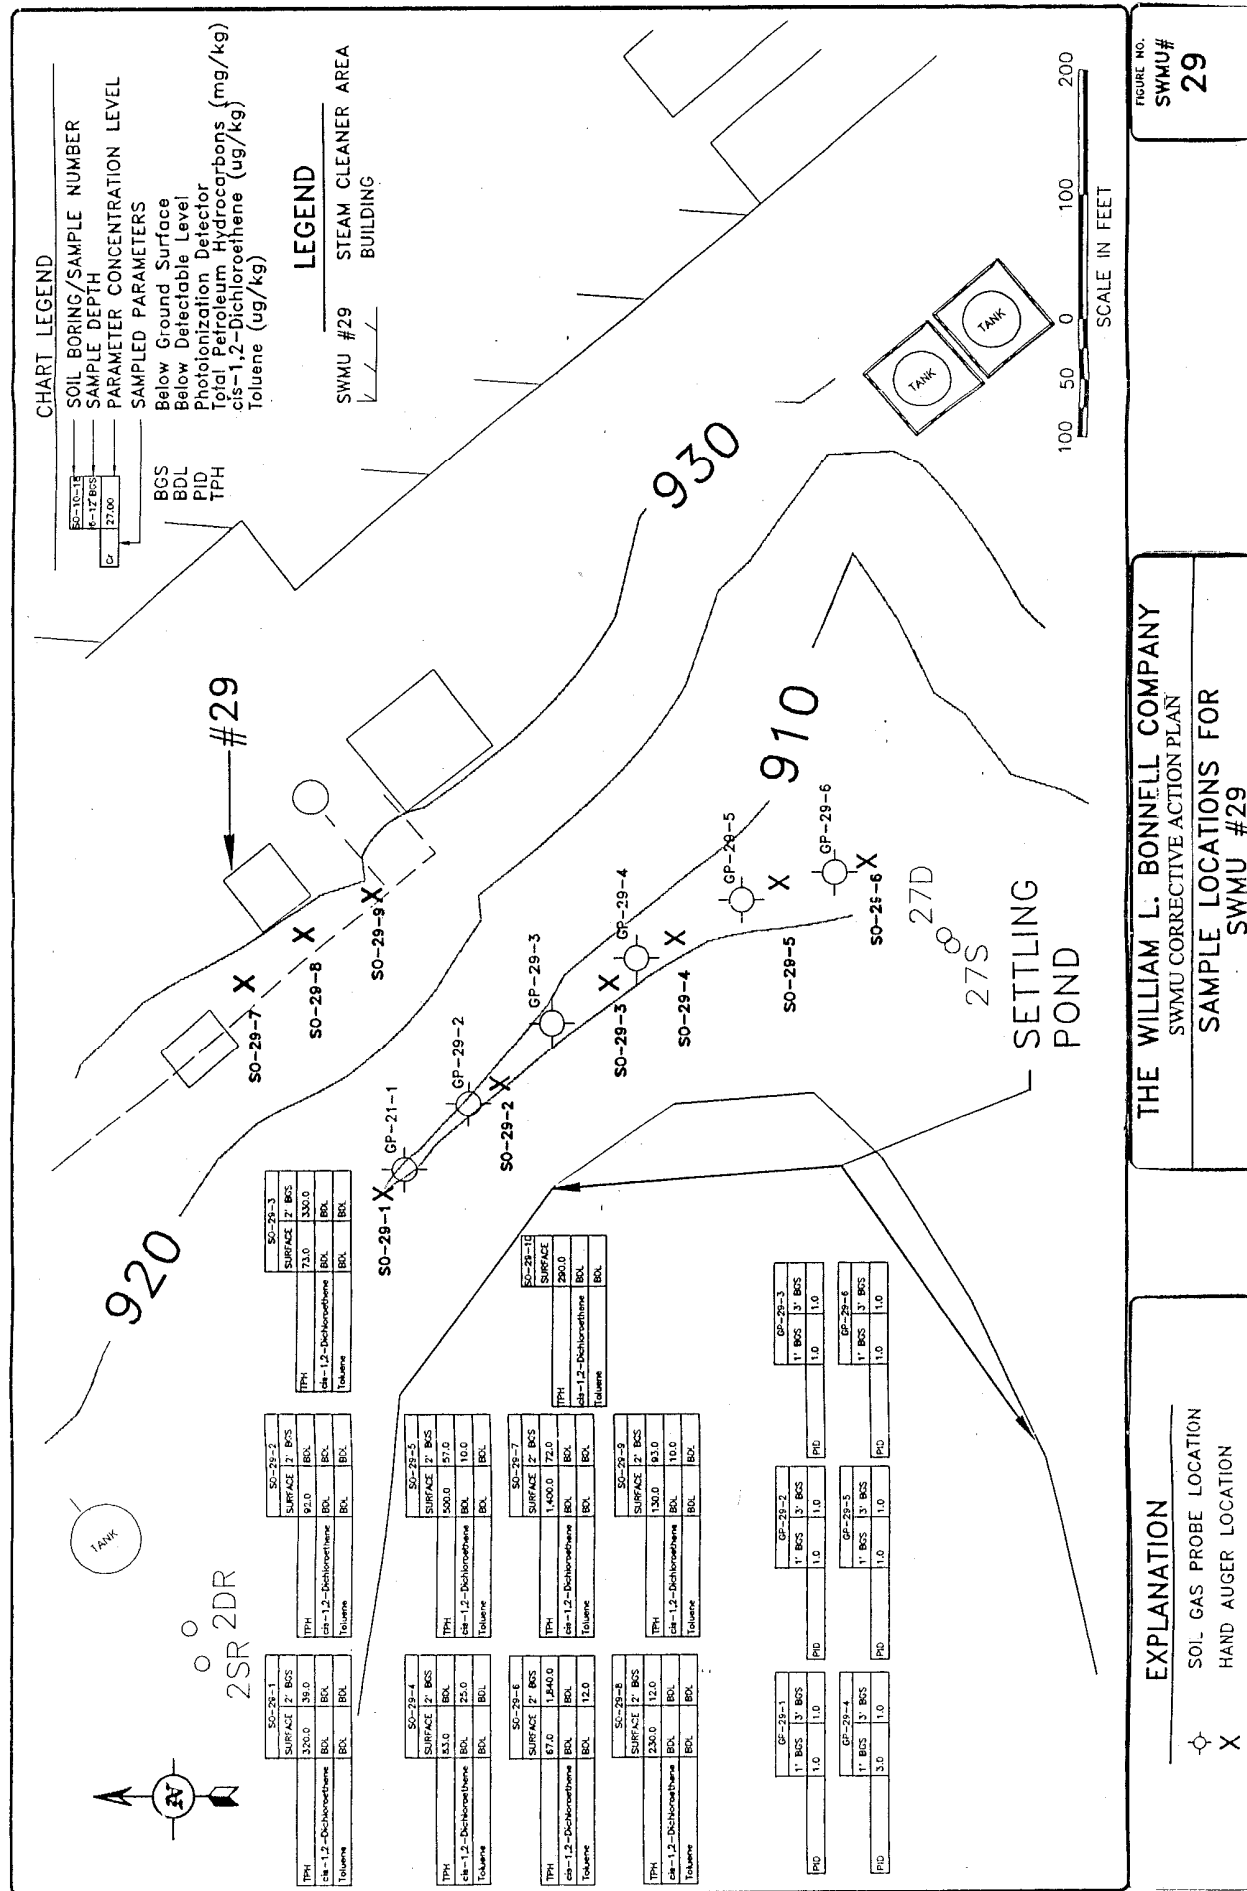 CHART LEGEND
SO-10-1
6-12" BGS
Cr 27.00
SOIL BORING/SAMPLE NUMBER
SAMPLE DEPTH
PARAMETER CONCENTRATION LEVEL
SAMPLED PARAMETERS
BGS Below Ground Surface
BDL Below Detectable Level
PID Photoionization Detector
TPH Total Petroleum Hydrocarbons (mg/kg)
cis-1,2-Dichloroethene (ug/kg)
Toluene (ug/kg)
LEGEND
SWMU #29 STEAM CLEANER AREA
BUILDING
N
2SR 2DR
TANK
920
930
910
#29
SO-29-7
SO-29-8
SO-29-9
GP-21-1
GP-29-2
GP-29-3
GP-29-4
GP-29-5
GP-29-6
SO-29-1
SO-29-2
SO-29-3
SO-29-4
SO-29-5
SO-29-6
27S 27D
SETTLING
POND
TANK
TANK
100 50 0 100 200
SCALE IN FEET
SO-29-1
SURFACE 2' BGS
TPH 320.0 39.0
cis-1,2-Dichloroethene BDL BDL
Toluene BDL BDL
SO-29-2
SURFACE 2' BGS
TPH 92.0 BDL
cis-1,2-Dichloroethene BDL BDL
Toluene BDL BDL
SO-29-3
SURFACE 2' BGS
TPH 73.0 330.0
cis-1,2-Dichloroethene BDL BDL
Toluene BDL BDL
SO-29-4
SURFACE 2' BGS
TPH 83.0 BDL
cis-1,2-Dichloroethene BDL 25.0
Toluene BDL BDL
SO-29-5
SURFACE 2' BGS
TPH 500.0 57.0
cis-1,2-Dichloroethene BDL 10.0
Toluene BDL BDL
SO-29-6
SURFACE 2' BGS
TPH 67.0 1,840.0
cis-1,2-Dichloroethene BDL BDL
Toluene BDL 12.0
SO-29-7
SURFACE 2' BGS
TPH 1,400.0 72.0
cis-1,2-Dichloroethene BDL BDL
Toluene BDL BDL
SO-29-10
SURFACE
TPH 290.0
cis-1,2-Dichloroethene BDL
Toluene BDL
SO-29-8
SURFACE 2' BGS
TPH 230.0 12.0
cis-1,2-Dichloroethene BDL BDL
Toluene BDL BDL
SO-29-9
SURFACE 2' BGS
TPH 130.0 93.0
cis-1,2-Dichloroethene BDL 10.0
Toluene BDL BDL
GP-29-1
1' BGS 3' BGS
PID 1.0 1.0
GP-29-2
1' BGS 3' BGS
PID 1.0 1.0
GP-29-3
1' BGS 3' BGS
PID 1.0 1.0
GP-29-4
1' BGS 3' BGS
PID 3.0 1.0
GP-29-5
1' BGS 3' BGS
PID 1.0 1.0
GP-29-6
1' BGS 3' BGS
PID 1.0 1.0
EXPLANATION
SOIL GAS PROBE LOCATION
X HAND AUGER LOCATION
THE WILLIAM L. BONNELL COMPANY
SWMU CORRECTIVE ACTION PLAN
SAMPLE LOCATIONS FOR
SWMU #29
FIGURE NO.
SWMU#
29